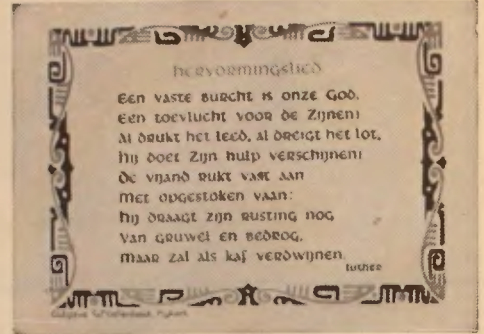 hervormingslied
Een vaste burcht is onze God,
Een toevlucht voor de Zijnen!
Al drukt het leed, al dreigt het lot,
Hij doet Zijn hulp verschijnen!
De vijand rukt vast aan
met opgestoken vaan:
hij draagt zijn rusting nog
van gruwel en bedrog,
maar zal als kaf verdwijnen.
luther